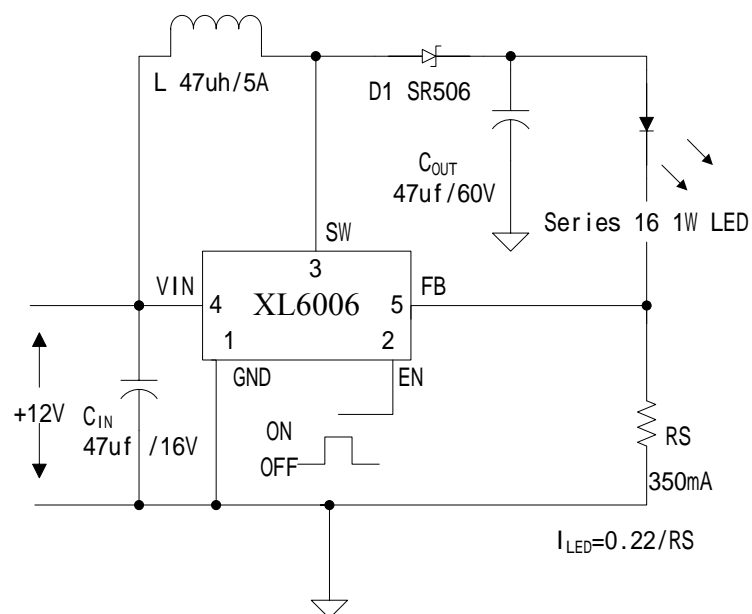 L 47uh/5A
D1 SR506
COUT
47uf/60V
Series 16 1W LED
SW
3
VIN
4
XL6006
5
FB
1
2
GND
EN
+12V
CIN
47uf /16V
ON
OFF
RS
350mA
ILED=0.22/RS